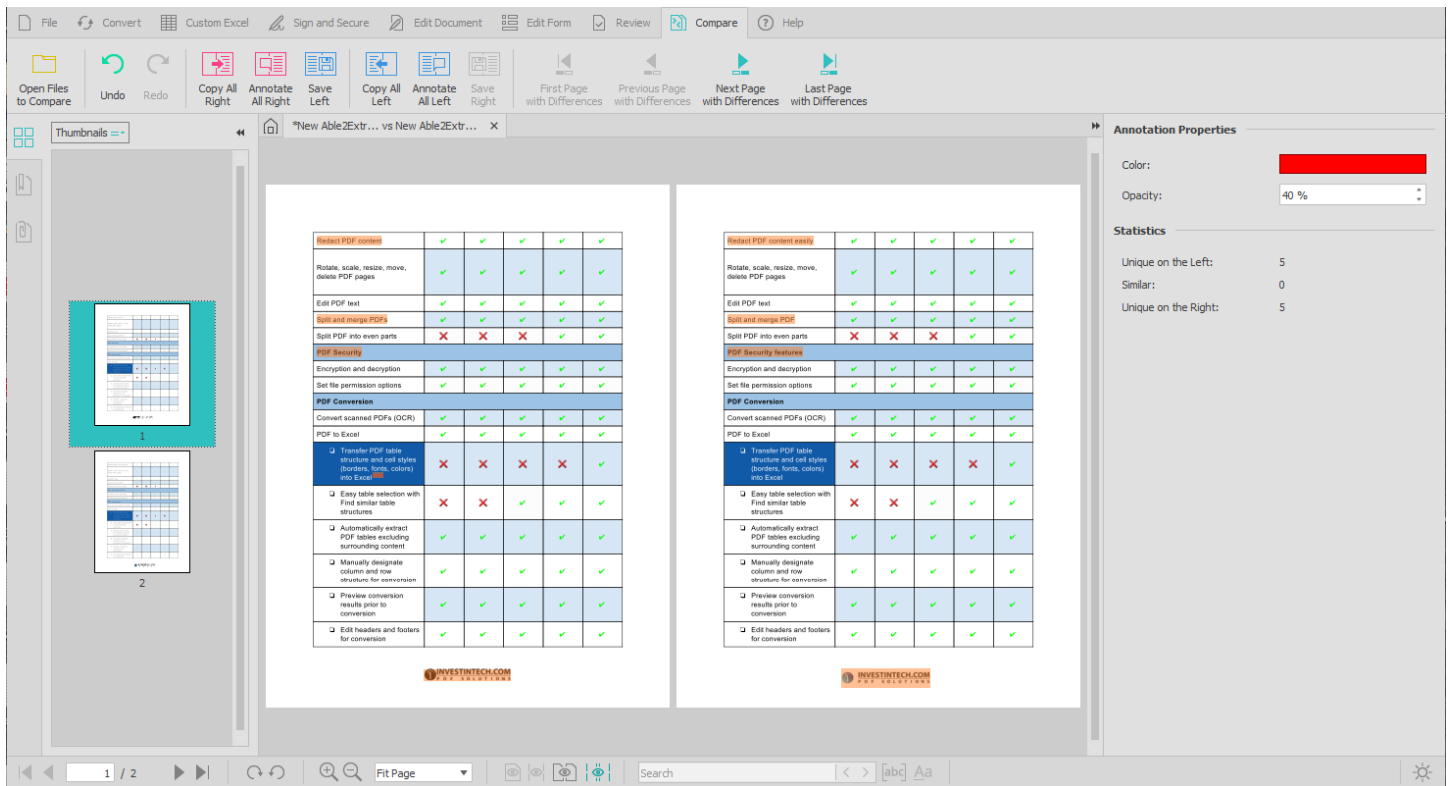 File Convert Custom Excel Sign and Secure Edit Document Edit Form Review Compare Help
Open Files to Compare
Undo
Redo
Copy All Right
Annotate All Right
Save Left
Copy All Left
Annotate All Left
Save Right
First Page with Differences
Previous Page with Differences
Next Page with Differences
Last Page with Differences
Thumbnails
1
2
*New Able2Extr... vs New Able2Extr... X
Redact PDF content
Rotate, scale, resize, move,
delete PDF pages
Edit PDF text
Split and merge PDFs
Split PDF into even parts
PDF Security
Encryption and decryption
Set file permission options
PDF Conversion
Convert scanned PDFs (OCR)
PDF to Excel
Transfer PDF table
structure and cell styles
(borders, fonts, colors)
into Excel
Easy table selection with
Find similar table
structures
Automatically extract
PDF tables excluding
surrounding content
Manually designate
column and row
structure for conversion
Preview conversion
results prior to
conversion
Edit headers and footers
for conversion
INVESTINTECH.COM
PDF SOLUTIONS
Redact PDF content easily
Rotate, scale, resize, move,
delete PDF pages
Edit PDF text
Split and merge PDF
Split PDF into even parts
PDF Security features
Encryption and decryption
Set file permission options
PDF Conversion
Convert scanned PDFs (OCR)
PDF to Excel
Transfer PDF table
structure and cell styles
(borders, fonts, colors)
into Excel
Easy table selection with
Find similar table
structures
Automatically extract
PDF tables excluding
surrounding content
Manually designate
column and row
structure for conversion
Preview conversion
results prior to
conversion
Edit headers and footers
for conversion
INVESTINTECH.COM
PDF SOLUTIONS
Annotation Properties
Color:
Opacity: 40 %
Statistics
Unique on the Left: 5
Similar: 0
Unique on the Right: 5
1 / 2 Fit Page Search [abc] Aa